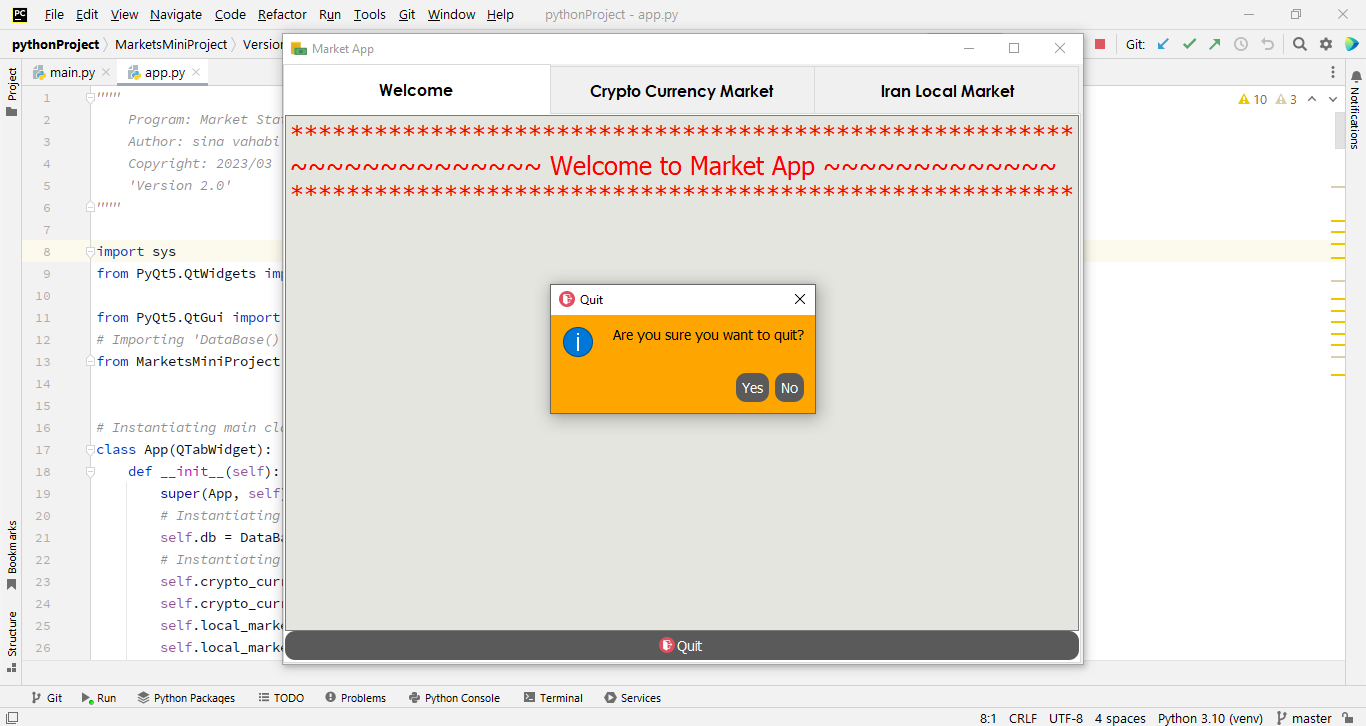 PC File Edit View Navigate Code Refactor Run Tools Git Window Help pythonProject - app.py
pythonProject MarketsMiniProject Version
Git:
Market App
Project
main.py app.py
Welcome Crypto Currency Market Iran Local Market
10 3
Notifications
1 """
2 Program: Market Sta
3 Author: sina vahabi
4 Copyright: 2023/03
5 'Version 2.0'
6 """
7
8 import sys
9 from PyQt5.QtWidgets imp
10
11 from PyQt5.QtGui import
12 # Importing 'DataBase()
13 from MarketsMiniProject
14
15
16 # Instantiating main cla
17 class App(QTabWidget):
18 def __init__(self):
19 super(App, self)
20 # Instantiating
21 self.db = DataBa
22 # Instantiating
23 self.crypto_curr
24 self.crypto_curr
25 self.local_marke
26 self.local_marke
********************************************************
~~~~~~~~~~~~~~ Welcome to Market App ~~~~~~~~~~~~~
********************************************************
Quit
Are you sure you want to quit?
Yes No
Quit
Bookmarks
Structure
Git Run Python Packages TODO Problems Python Console Terminal Services
8:1 CRLF UTF-8 4 spaces Python 3.10 (venv) master